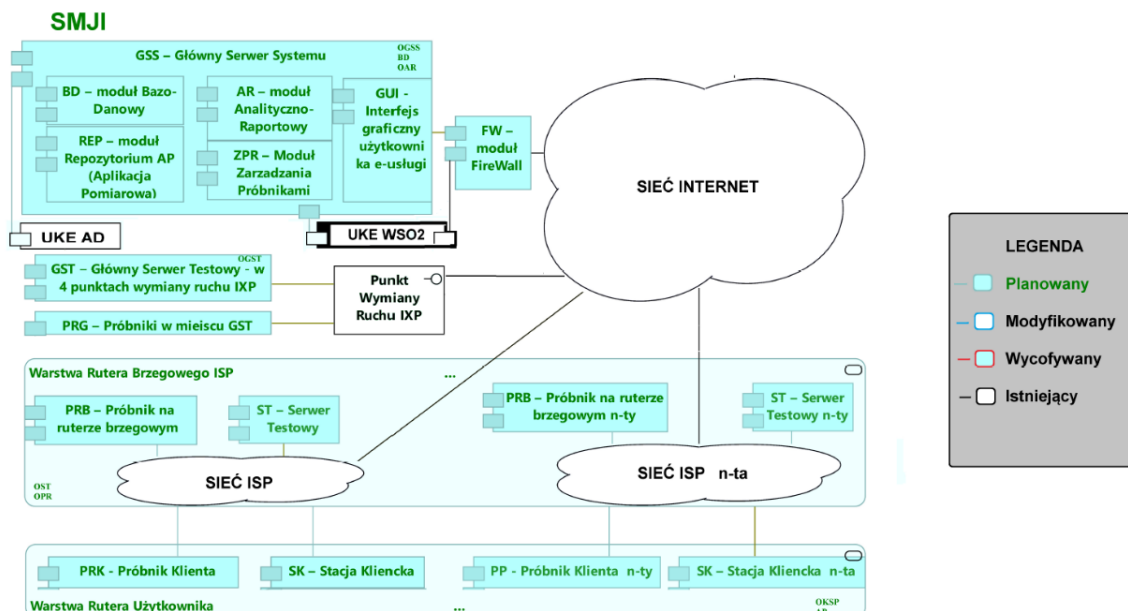 SMJI
GSS – Główny Serwer Systemu
OGSS
BD
OAR
BD – moduł Bazo-
Danowy
AR – moduł
Analityczno-
Raportowy
GUI -
Interfejs
graficzny
użytkowni
ka e-usługi
REP – moduł
Repozytorium AP
(Aplikacja
Pomiarowa)
ZPR – Moduł
Zarzadzania
Próbnikami
FW –
moduł
FireWall
SIEĆ INTERNET
UKE AD
UKE WSO2
OGST
GST – Główny Serwer Testowy - w
4 punktach wymiany ruchu IXP
PRG – Próbniki w miescu GST
Punkt
Wymiany
Ruchu IXP
LEGENDA
Planowany
Modyfikowany
Wycofywany
Istniejący
Warstwa Rutera Brzegowego ISP
...
PRB – Próbnik na
ruterze brzegowym
ST – Serwer
Testowy
PRB – Próbnik na ruterze
brzegowym n-ty
ST – Serwer
Testowy n-ty
SIEĆ ISP
SIEĆ ISP n-ta
OST
OPR
PRK - Próbnik Klienta
SK – Stacja Kliencka
PP - Próbnik Klienta n-ty
SK – Stacja Kliencka n-ta
Warstwa Rutera Użytkownika
...
OKSP